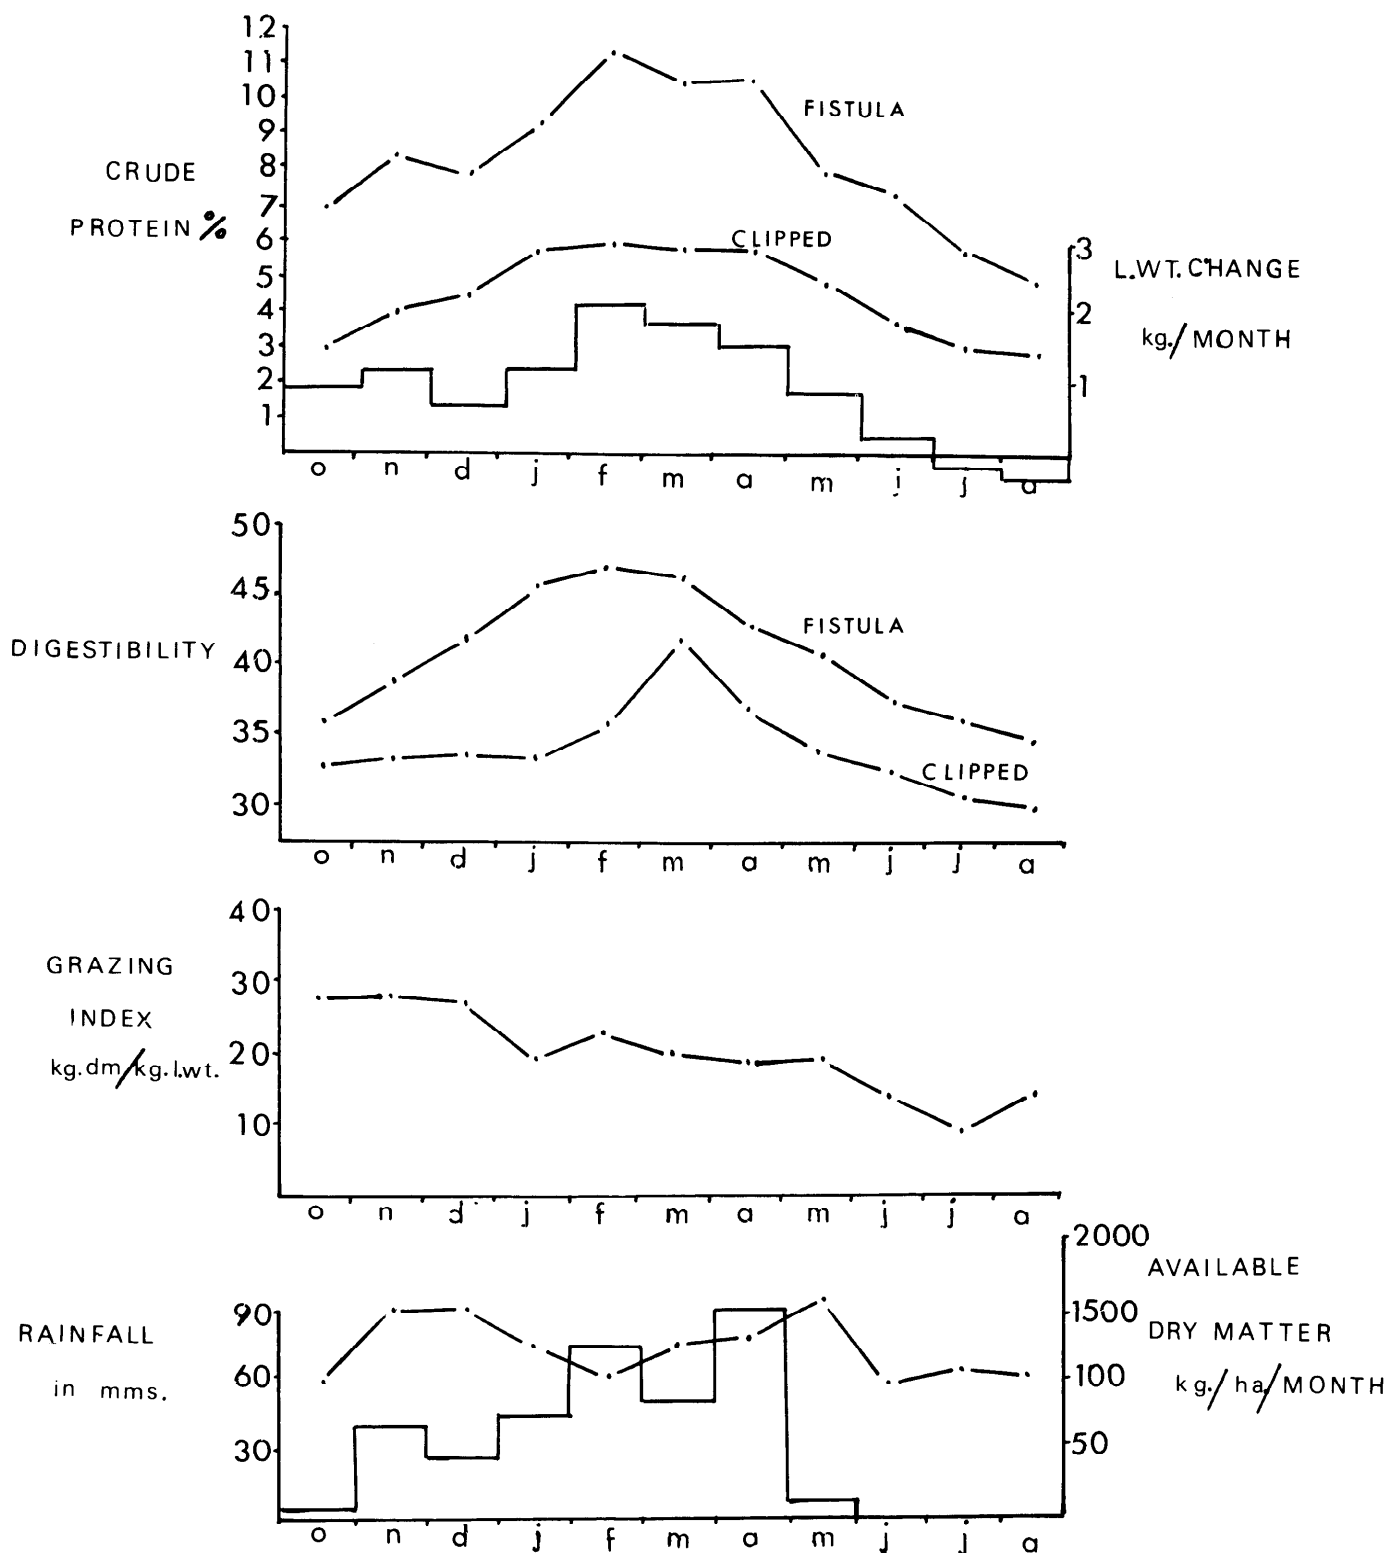 12
11
10
9
8
7
6
5
4
3
2
1
CRUDE
PROTEIN %
FISTULA
CLIPPED
3
2
1
L.WT.CHANGE
kg./MONTH
o n d j f m a m j j a
50
45
40
35
30
DIGESTIBILITY
FISTULA
CLIPPED
o n d j f m a m j j a
40
30
20
10
GRAZING
INDEX
kg.dm/kg.l.wt.
o n d j f m a m j j a
90
60
30
RAINFALL
in mms.
2000
1500
100
50
AVAILABLE
DRY MATTER
kg./ha/MONTH
o n d j f m a m j j a